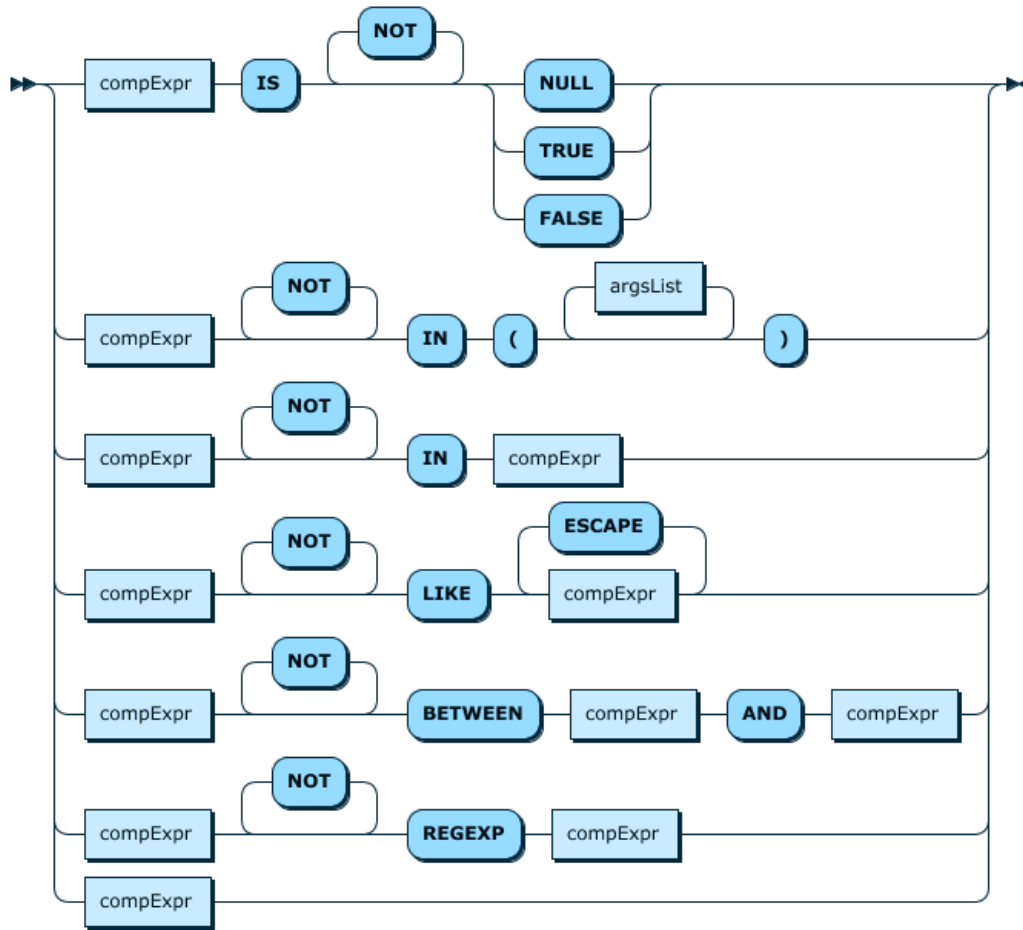 NOT
compExpr IS NULL
TRUE
FALSE
NOT argsList
compExpr IN ( )
NOT
compExpr IN compExpr
NOT ESCAPE
compExpr LIKE compExpr
NOT
compExpr BETWEEN compExpr AND compExpr
NOT
compExpr REGEXP compExpr
compExpr